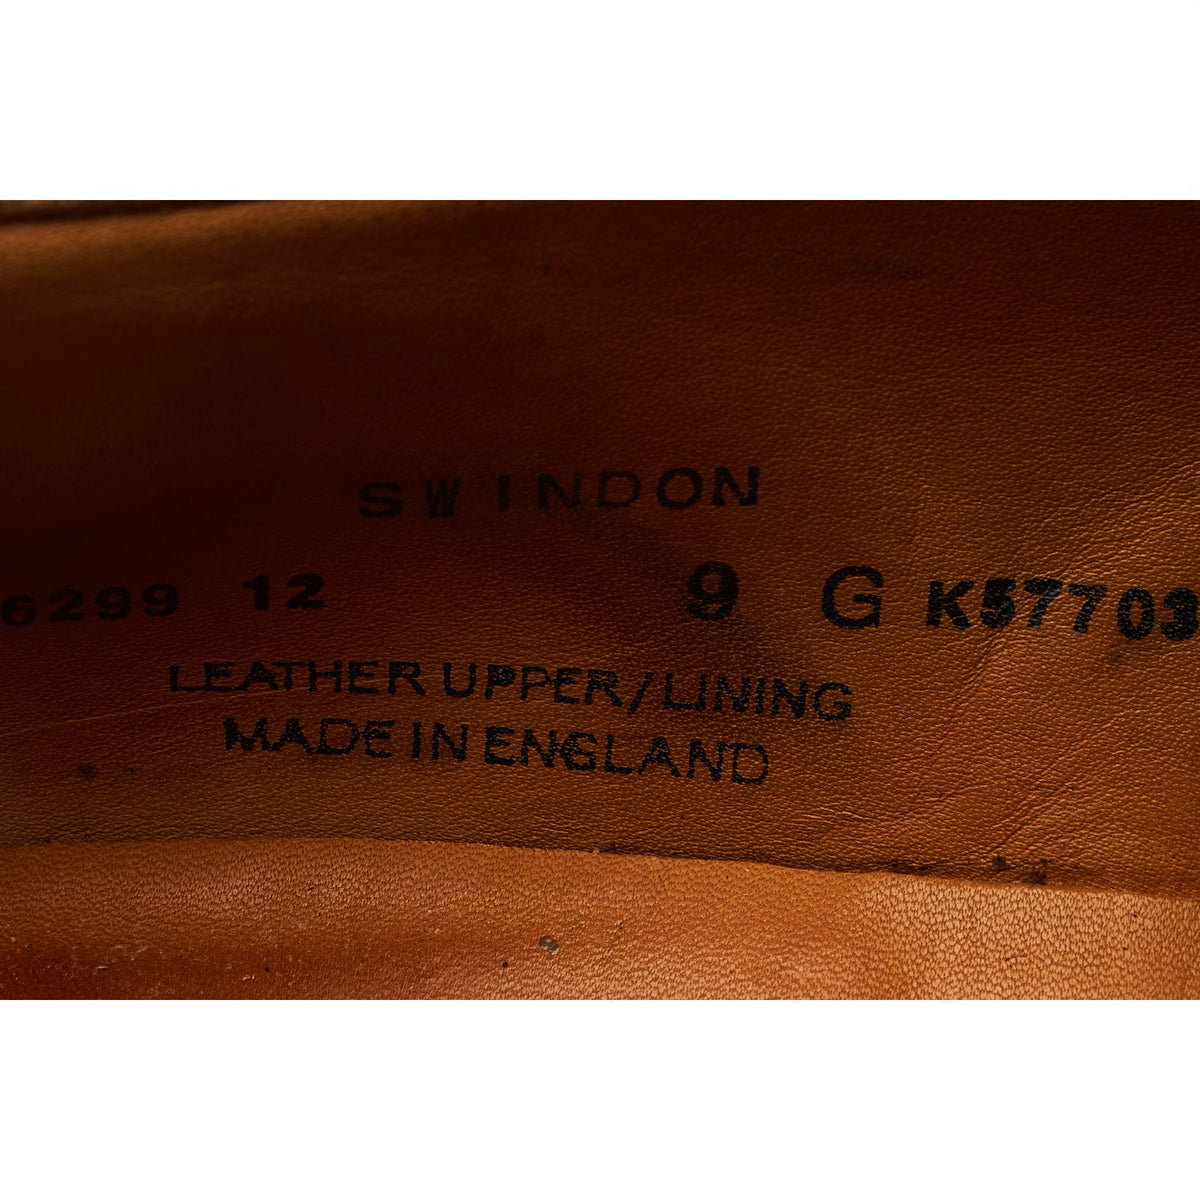 SWINDON
6299 12 9 G K57703
LEATHER UPPER/LINING
MADE IN ENGLAND